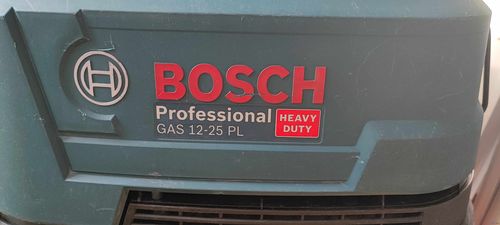 BOSCH
Professional
GAS 12-25 PL
HEAVY
DUTY